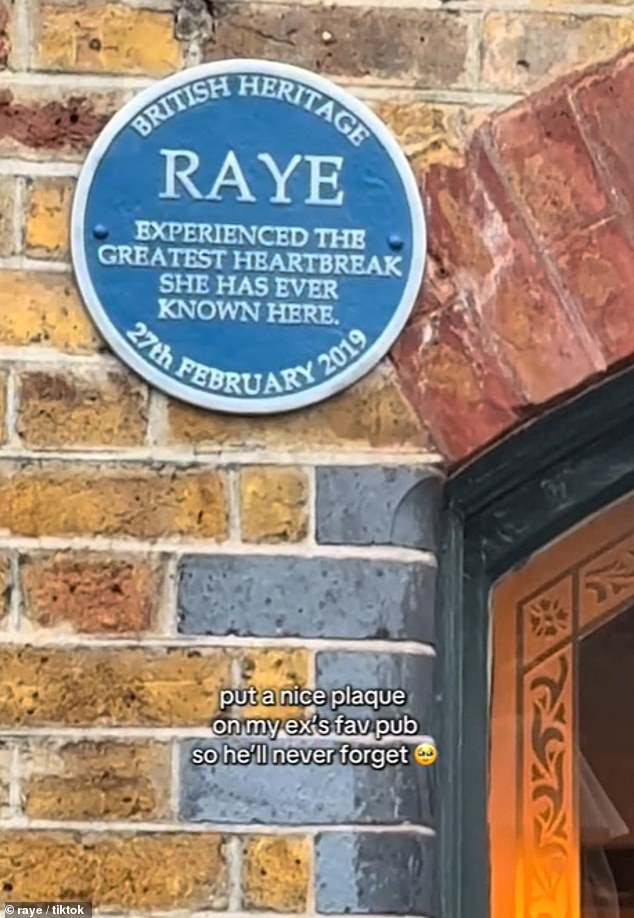 BRITISH HERITAGE
RAYE
EXPERIENCED THE
GREATEST HEARTBREAK
SHE HAS EVER
KNOWN HERE.
27th FEBRUARY 2019
put a nice plaque
on my ex's fav pub
so he'll never forget 🥹
© raye / tiktok